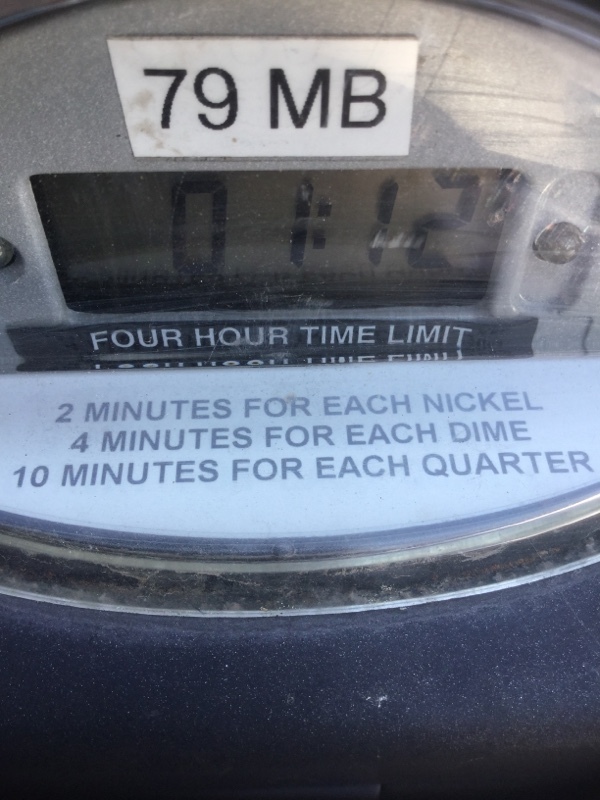 79 MB
01:12
FOUR HOUR TIME LIMIT
2 MINUTES FOR EACH NICKEL
4 MINUTES FOR EACH DIME
10 MINUTES FOR EACH QUARTER